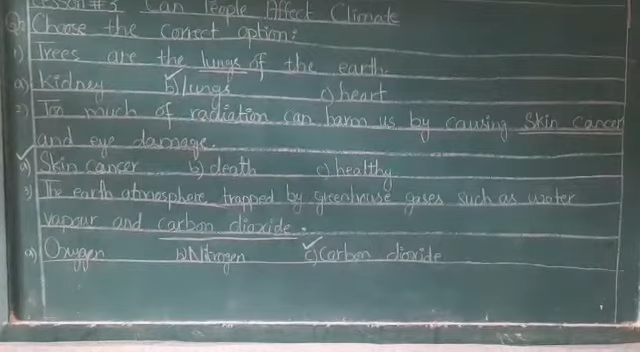 Lesson #3 Can People Affect Climate
Q: Choose the correct option:
1) Trees are the lungs of the earth.
a) Kidney b) lungs c) heart
2) Too much of radiation can harm us by causing Skin cancer
and eye damage.
a) Skin cancer b) death c) healthy
3) The earth atmosphere, trapped by greenhouse gases such as water
vapour and carbon dioxide.
a) Oxygen b) Nitrogen c) Carbon dioxide